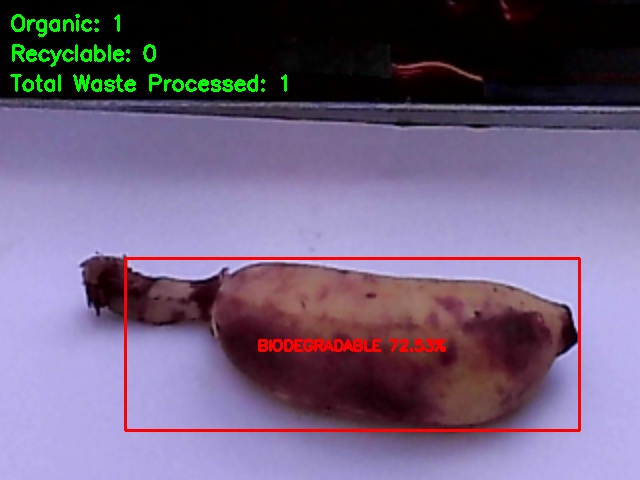 Organic: 1
Recyclable: 0
Total Waste Processed: 1
BIODEGRADABLE 72.53%